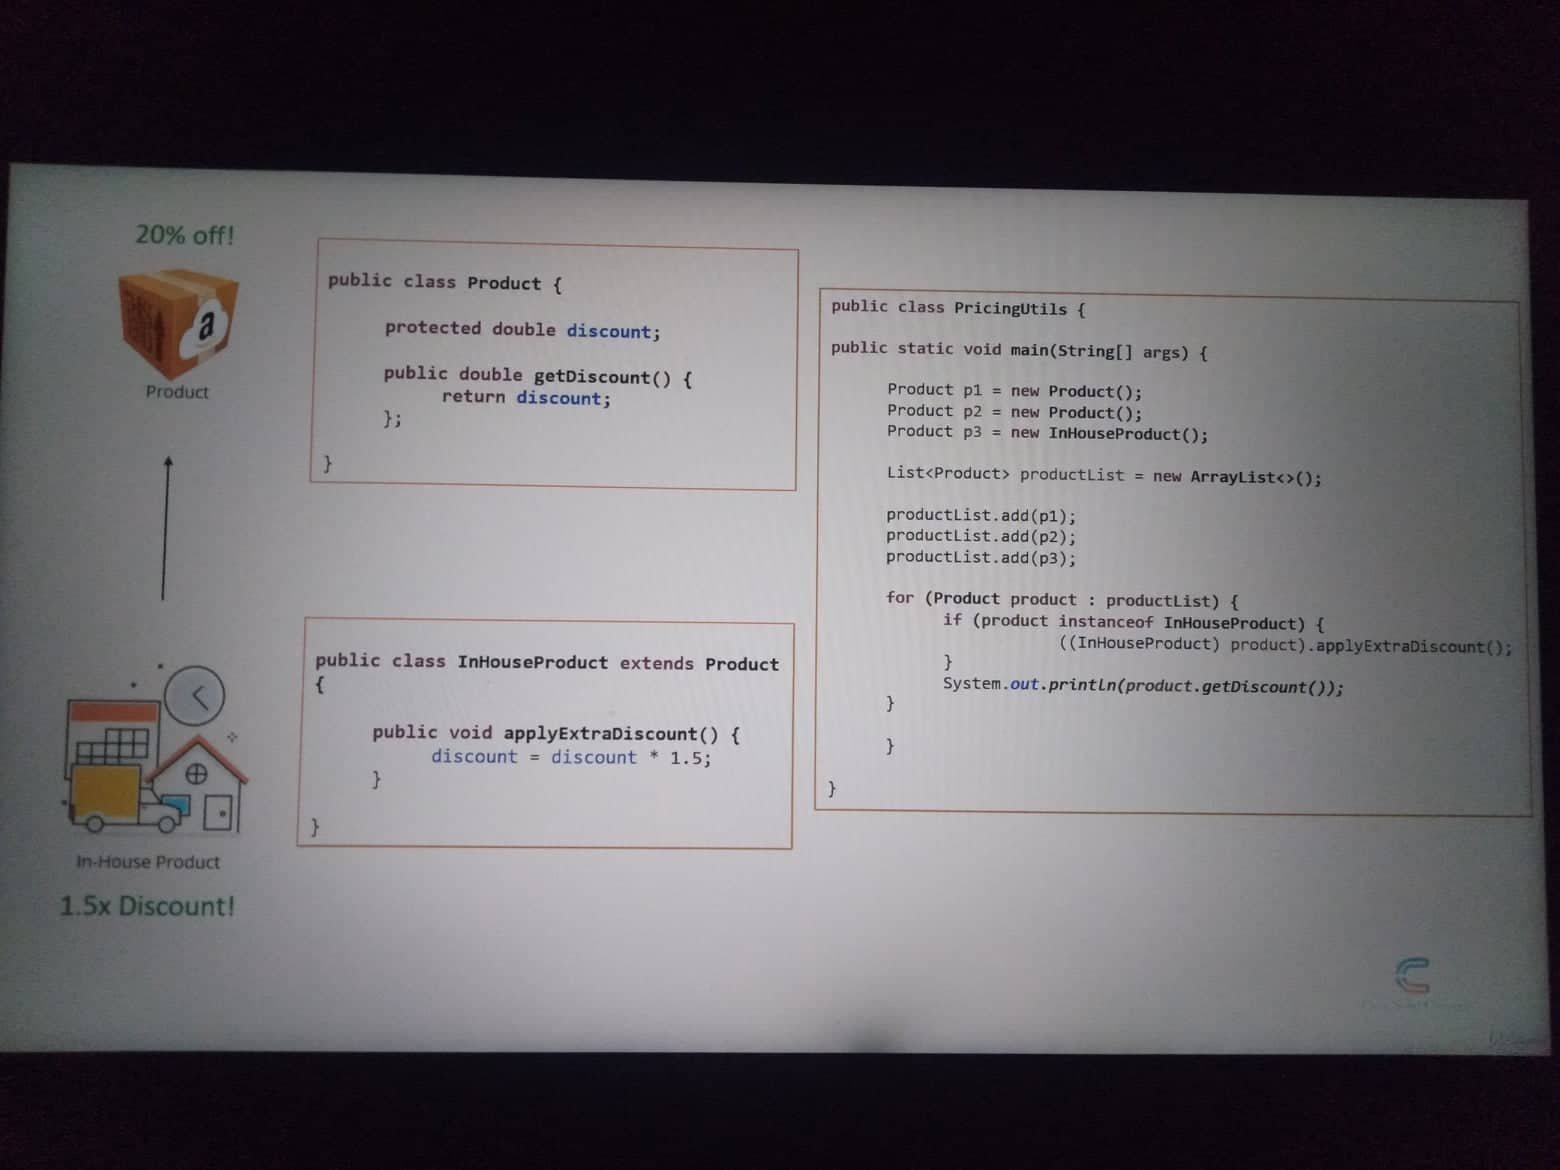 20% off!
Product
In-House Product
1.5x Discount!
public class Product {
protected double discount;
public double getDiscount() {
return discount;
};
}
public class InHouseProduct extends Product
{
public void applyExtraDiscount() {
discount = discount * 1.5;
}
}
public class PricingUtils {
public static void main(String[] args) {
Product p1 = new Product();
Product p2 = new Product();
Product p3 = new InHouseProduct();
List<Product> productList = new ArrayList<>();
productList.add(p1);
productList.add(p2);
productList.add(p3);
for (Product product : productList) {
if (product instanceof InHouseProduct) {
((InHouseProduct) product).applyExtraDiscount();
}
System.out.println(product.getDiscount());
}
}
}